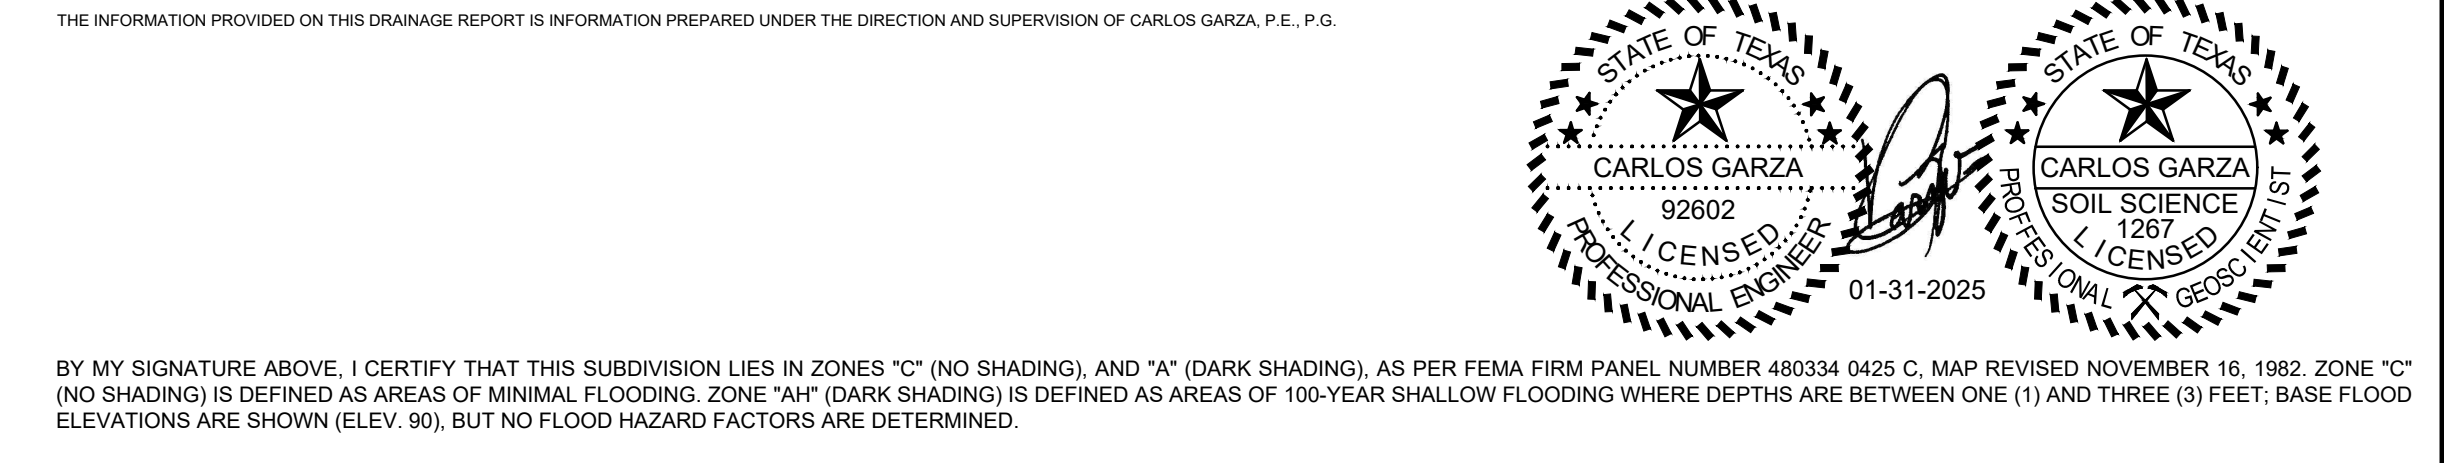 THE INFORMATION PROVIDED ON THIS DRAINAGE REPORT IS INFORMATION PREPARED UNDER THE DIRECTION AND SUPERVISION OF CARLOS GARZA, P.E., P.G.
STATE OF TEXAS
CARLOS GARZA
92602
LICENSED
PROFESSIONAL ENGINEER
Garza
01-31-2025
STATE OF TEXAS
CARLOS GARZA
SOIL SCIENCE
1267
LICENSED
PROFESSIONAL GEOSCIENTIST
BY MY SIGNATURE ABOVE, I CERTIFY THAT THIS SUBDIVISION LIES IN ZONES "C" (NO SHADING), AND "A" (DARK SHADING), AS PER FEMA FIRM PANEL NUMBER 480334 0425 C, MAP REVISED NOVEMBER 16, 1982. ZONE "C"
(NO SHADING) IS DEFINED AS AREAS OF MINIMAL FLOODING. ZONE "AH" (DARK SHADING) IS DEFINED AS AREAS OF 100-YEAR SHALLOW FLOODING WHERE DEPTHS ARE BETWEEN ONE (1) AND THREE (3) FEET; BASE FLOOD
ELEVATIONS ARE SHOWN (ELEV. 90), BUT NO FLOOD HAZARD FACTORS ARE DETERMINED.